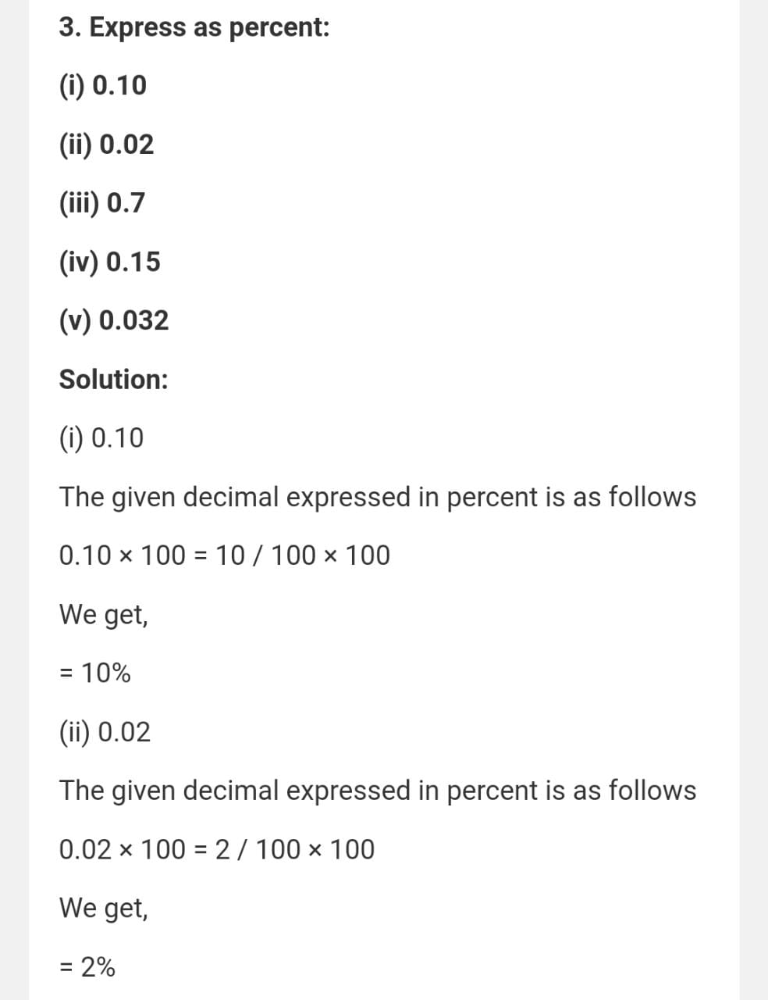 3. Express as percent:
(i) 0.10
(ii) 0.02
(iii) 0.7
(iv) 0.15
(v) 0.032
Solution:
(i) 0.10
The given decimal expressed in percent is as follows
0.10 × 100 = 10 / 100 × 100
We get,
= 10%
(ii) 0.02
The given decimal expressed in percent is as follows
0.02 × 100 = 2 / 100 × 100
We get,
= 2%